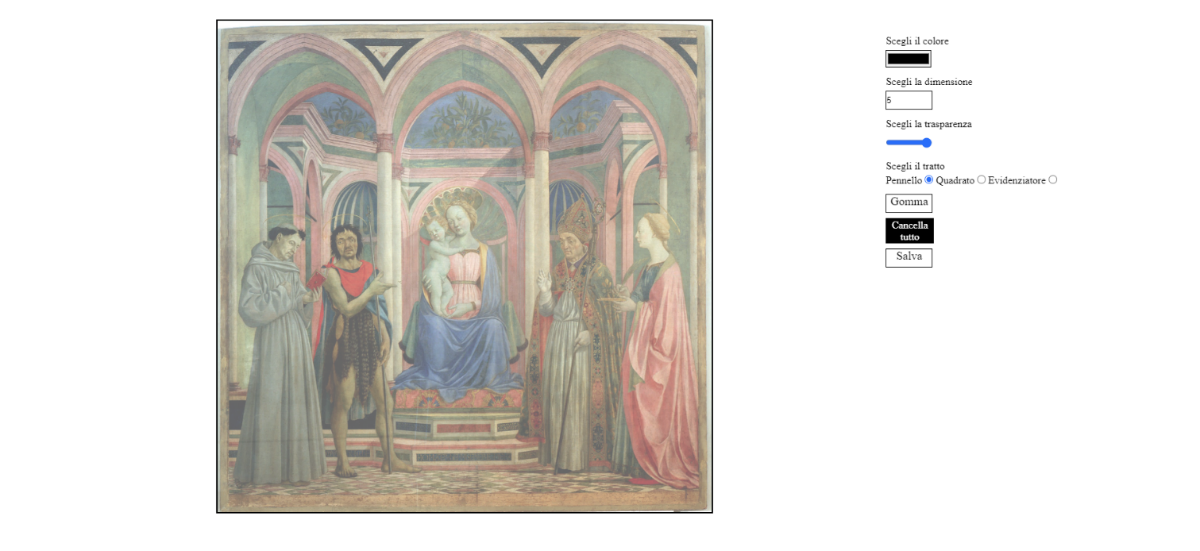 Scegli il colore
Scegli la dimensione
5
Scegli la trasparenza
Scegli il tratto
Pennello Quadrato Evidenziatore
Gomma
Cancella
tutto
Salva